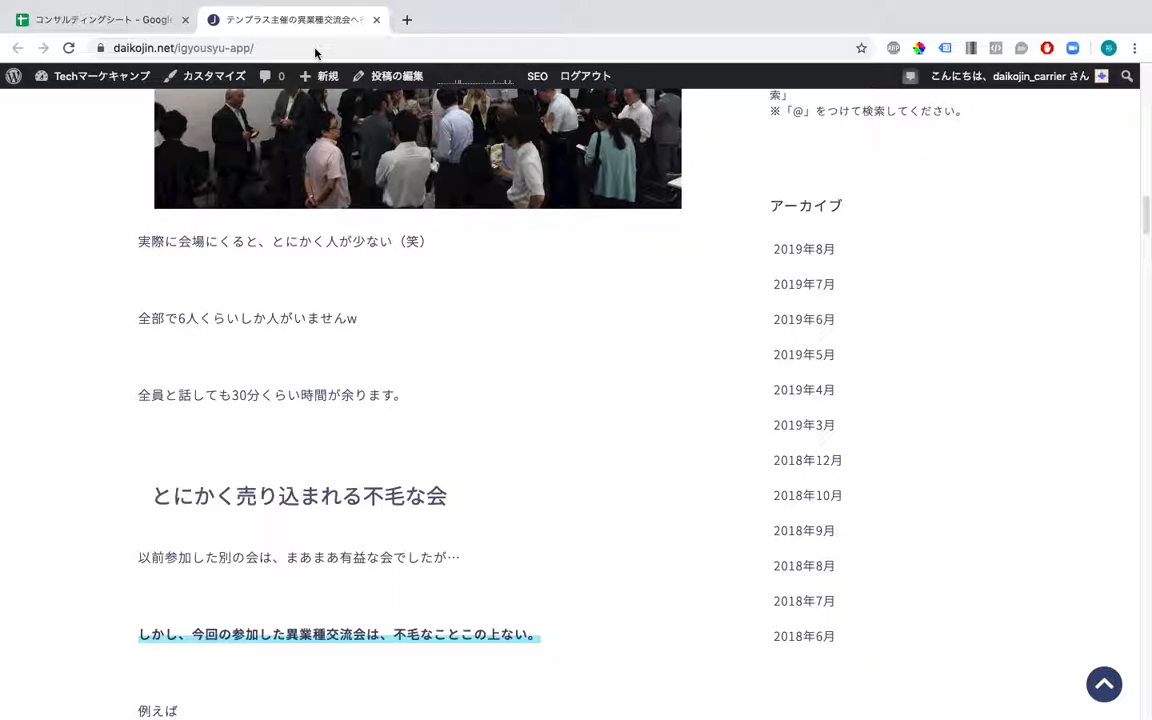 コンサルティングシート - Google
テンプラス主催の異業種交流会へ
daikojin.net/igyousyu-app/
Techマーケキャンプ カスタマイズ 0 新規 投稿の編集 SEO ログアウト こんにちは、daikojin_carrier さん
索」
※「@」をつけて検索してください。
実際に会場にくると、とにかく人が少ない（笑）
全部で6人くらいしか人がいませんw
全員と話しても30分くらい時間が余ります。
とにかく売り込まれる不毛な会
以前参加した別の会は、まあまあ有益な会でしたが…
しかし、今回の参加した異業種交流会は、不毛なことこの上ない。
例えば
アーカイブ
2019年8月
2019年7月
2019年6月
2019年5月
2019年4月
2019年3月
2018年12月
2018年10月
2018年9月
2018年8月
2018年7月
2018年6月